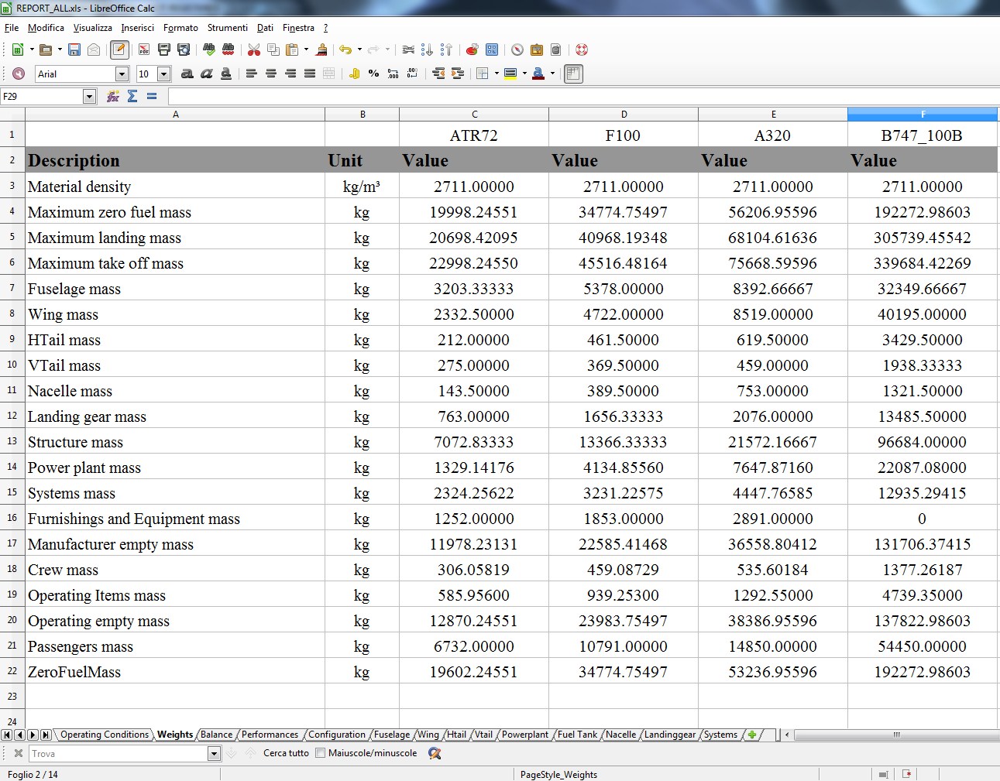 REPORT_ALL.xls - LibreOffice Calc
File Modifica Visualizza Inserisci Formato Strumenti Dati Finestra ?
Arial 10
F29
A B C D E F
1 ATR72 F100 A320 B747_100B
2 Description Unit Value Value Value Value
3 Material density kg/m³ 2711.00000 2711.00000 2711.00000 2711.00000
4 Maximum zero fuel mass kg 19998.24551 34774.75497 56206.95596 192272.98603
5 Maximum landing mass kg 20698.42095 40968.19348 68104.61636 305739.45542
6 Maximum take off mass kg 22998.24550 45516.48164 75668.59596 339684.42269
7 Fuselage mass kg 3203.33333 5378.00000 8392.66667 32349.66667
8 Wing mass kg 2332.50000 4722.00000 8519.00000 40195.00000
9 HTail mass kg 212.00000 461.50000 619.50000 3429.50000
10 VTail mass kg 275.00000 369.50000 459.00000 1938.33333
11 Nacelle mass kg 143.50000 389.50000 753.00000 1321.50000
12 Landing gear mass kg 763.00000 1656.33333 2076.00000 13485.50000
13 Structure mass kg 7072.83333 13366.33333 21572.16667 96684.00000
14 Power plant mass kg 1329.14176 4134.85560 7647.87160 22087.08000
15 Systems mass kg 2324.25622 3231.22575 4447.76585 12935.29415
16 Furnishings and Equipment mass kg 1252.00000 1853.00000 2891.00000 0
17 Manufacturer empty mass kg 11978.23131 22585.41468 36558.80412 131706.37415
18 Crew mass kg 306.05819 459.08729 535.60184 1377.26187
19 Operating Items mass kg 585.95600 939.25300 1292.55000 4739.35000
20 Operating empty mass kg 12870.24551 23983.75497 38386.95596 137822.98603
21 Passengers mass kg 6732.00000 10791.00000 14850.00000 54450.00000
22 ZeroFuelMass kg 19602.24551 34774.75497 53236.95596 192272.98603
23
24
Operating Conditions Weights Balance Performances Configuration Fuselage Wing Htail Vtail Powerplant Fuel Tank Nacelle Landinggear Systems
Trova Cerca tutto Maiuscole/minuscole
Foglio 2 / 14 PageStyle_Weights